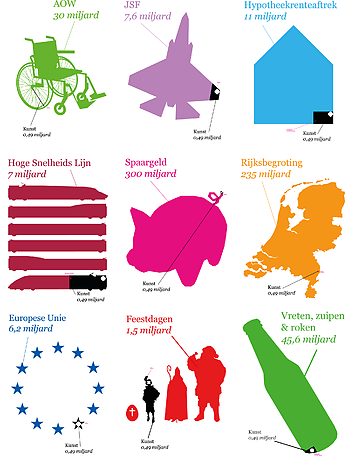 AOW
30 miljard
Kunst
0,49 miljard
JSF
7,6 miljard
Kunst
0,49 miljard
Hypotheekrenteaftrek
11 miljard
Kunst
0,49 miljard
Hoge Snelheids Lijn
7 miljard
Kunst
0,49 miljard
Spaargeld
300 miljard
Kunst
0,49 miljard
Rijksbegroting
235 miljard
Kunst
0,49 miljard
Europese Unie
6,2 miljard
Kunst
0,49 miljard
Feestdagen
1,5 miljard
Kunst
0,49 miljard
Vreten, zuipen
& roken
45,6 miljard
Kunst
0,49 miljard